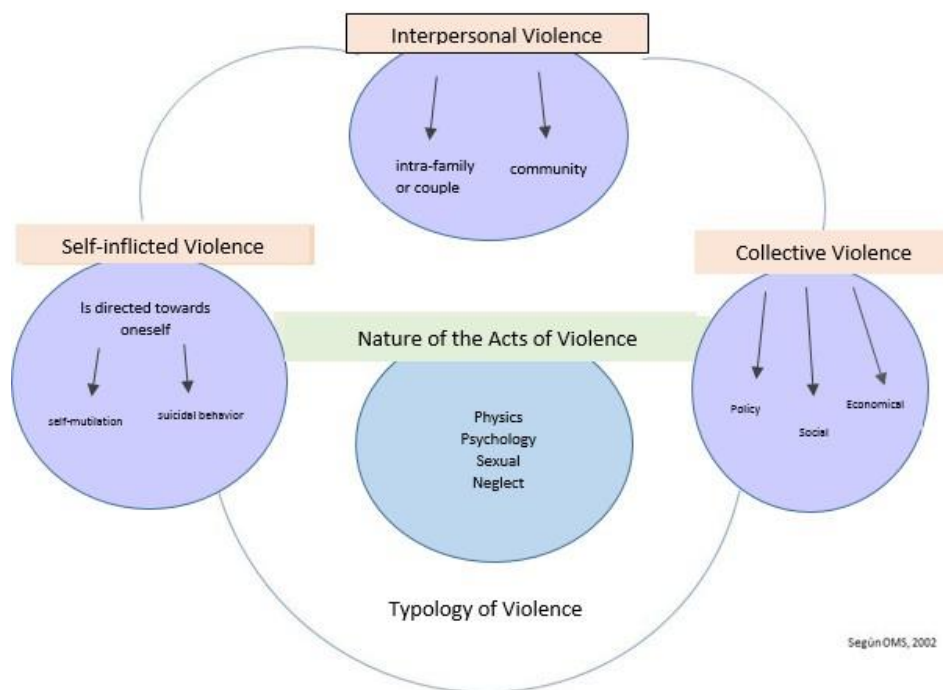 Interpersonal Violence
intra-family
or couple
community
Self-inflicted Violence
Is directed towards
oneself
self-mutilation
suicidal behavior
Collective Violence
Policy
Social
Economical
Nature of the Acts of Violence
Physics
Psychology
Sexual
Neglect
Typology of Violence
Según OMS, 2002